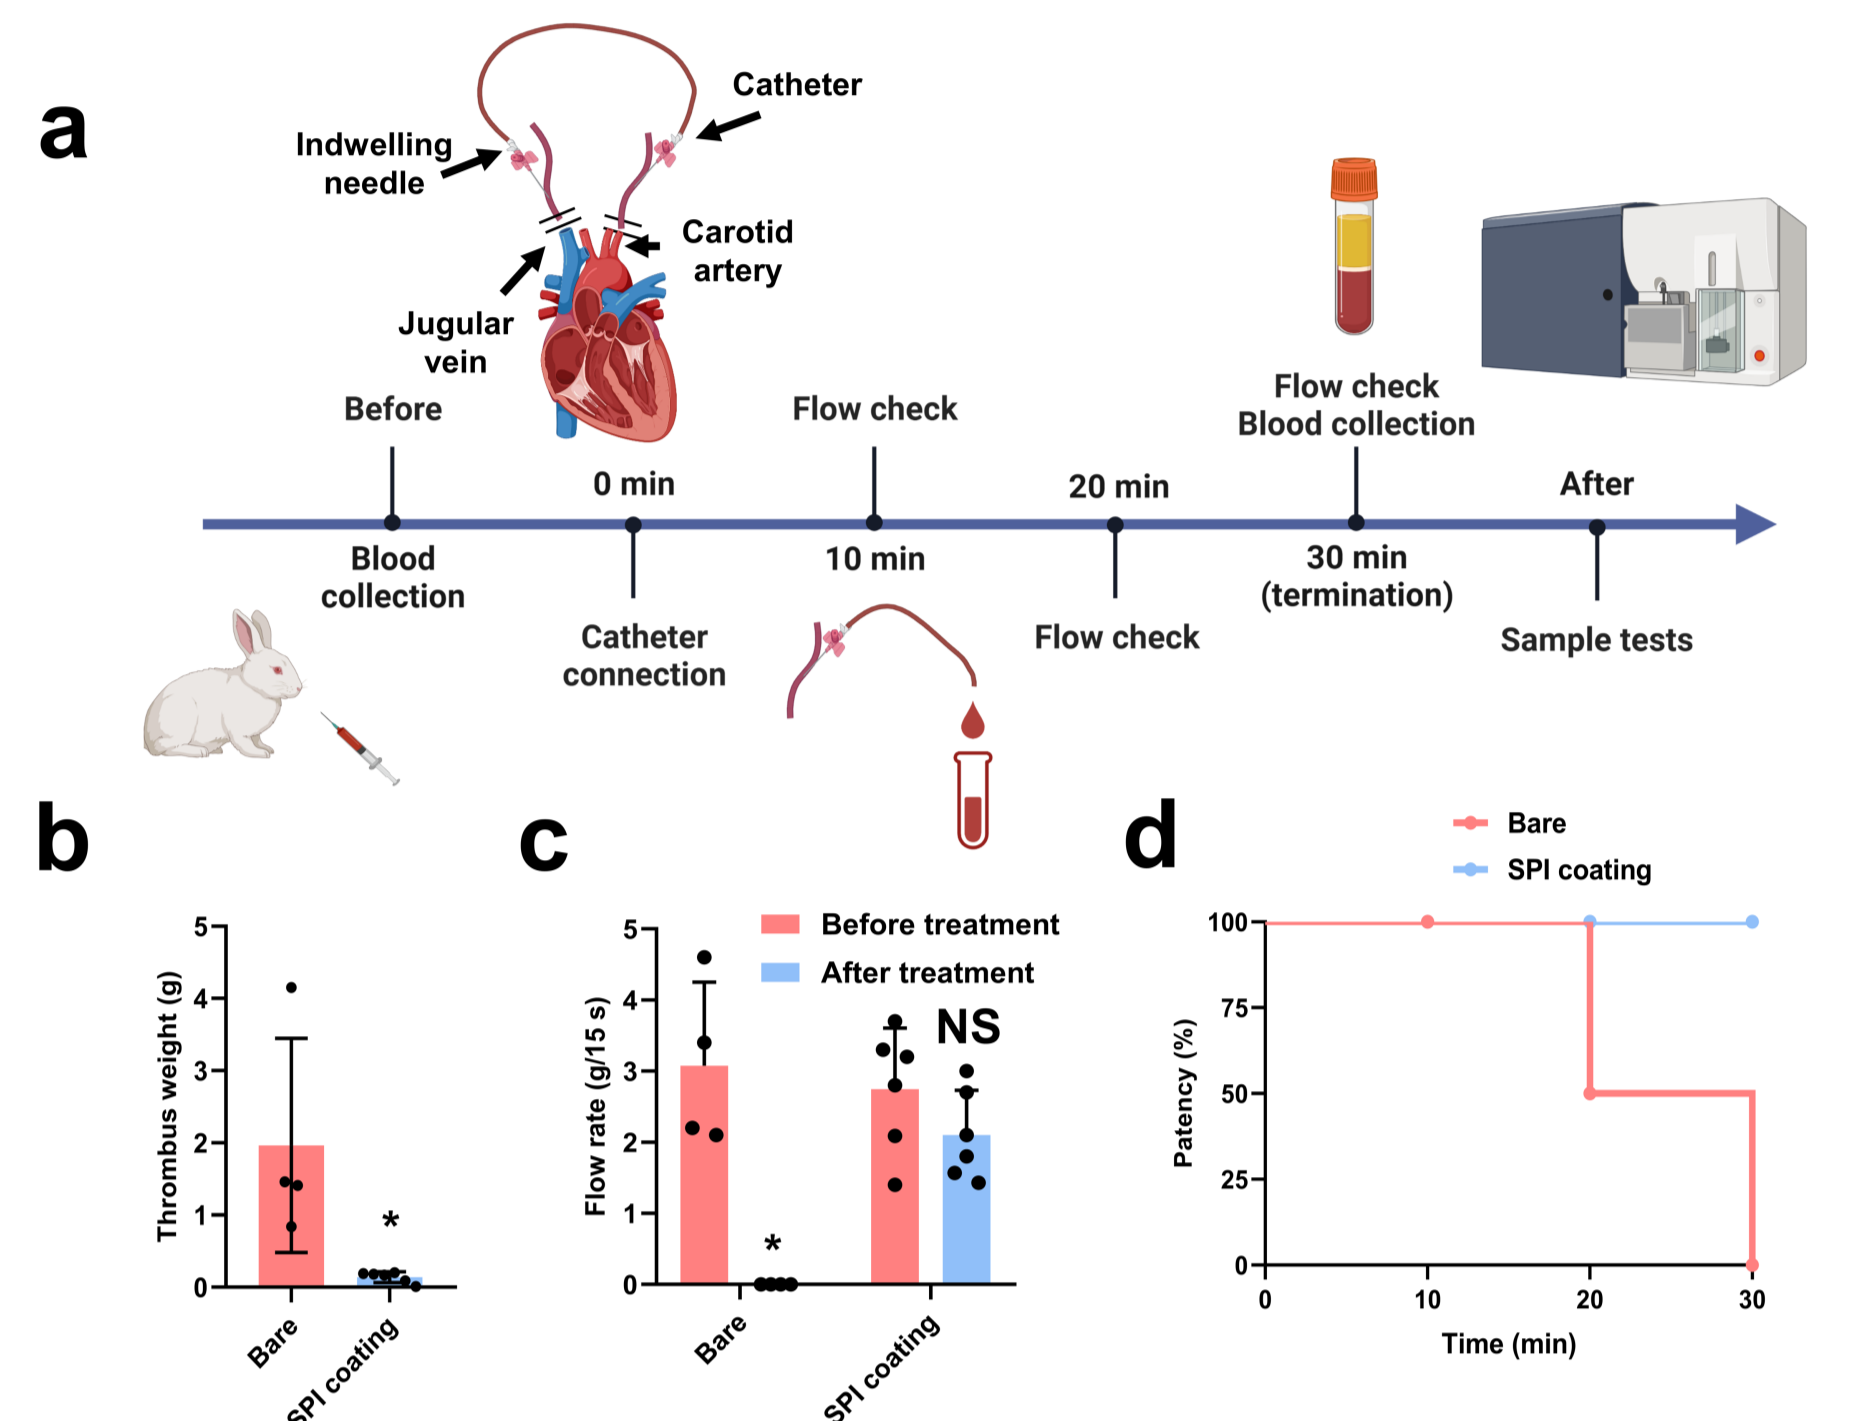 a
Catheter
Indwelling
needle
Carotid
artery
Jugular
vein
Before
Flow check
Flow check
Blood collection
0 min
20 min
After
Blood
collection
10 min
30 min
(termination)
Catheter
connection
Flow check
Sample tests
b
5
4
3
2
1
0
Thrombus weight (g)
*
Bare
SPI coating
c
Before treatment
After treatment
5
4
3
2
1
0
Flow rate (g/15 s)
*
NS
Bare
SPI coating
d
Bare
SPI coating
100
75
50
25
0
Patency (%)
0
10
20
30
Time (min)